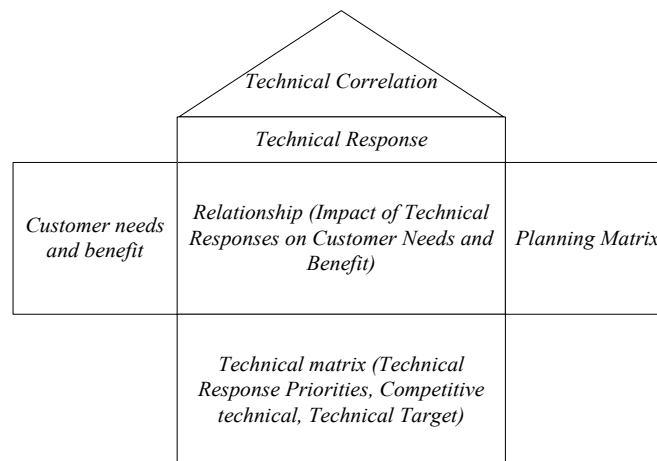 Technical Correlation
Technical Response
Customer needs
and benefit
Relationship (Impact of Technical
Responses on Customer Needs and
Benefit)
Planning Matrix
Technical matrix (Technical
Response Priorities, Competitive
technical, Technical Target)